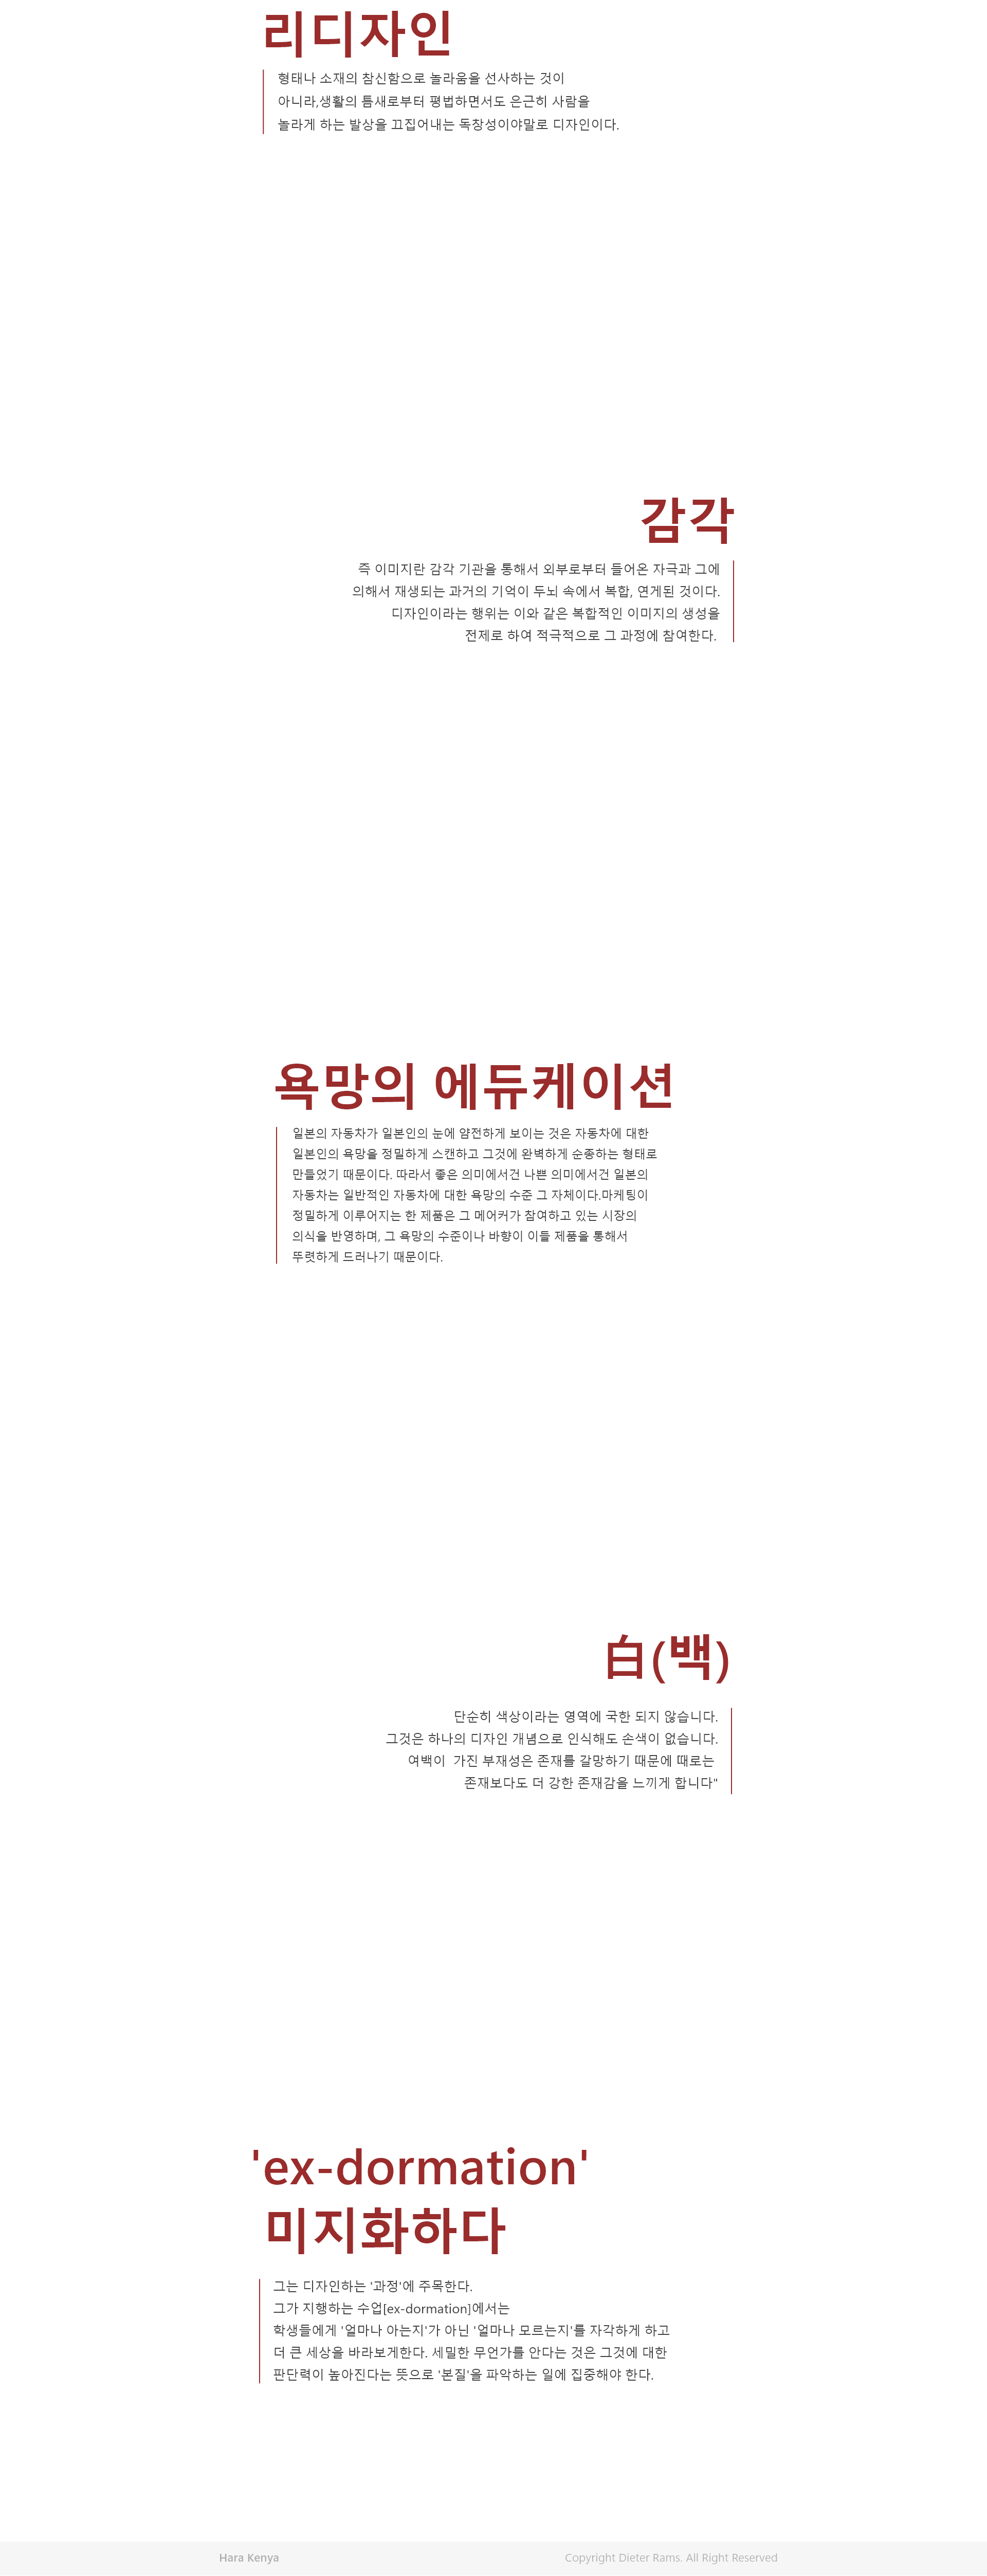 리디자인
형태나 소재의 참신함으로 놀라움을 선사하는 것이
아니라,생활의 틈새로부터 평범하면서도 은근히 사람을
놀라게 하는 발상을 끄집어내는 독창성이야말로 디자인이다.
감각
즉 이미지란 감각 기관을 통해서 외부로부터 들어온 자극과 그에
의해서 재생되는 과거의 기억이 두뇌 속에서 복합, 연게된 것이다.
디자인이라는 행위는 이와 같은 복합적인 이미지의 생성을
전제로 하여 적극적으로 그 과정에 참여한다.
욕망의 에듀케이션
일본의 자동차가 일본인의 눈에 얌전하게 보이는 것은 자동차에 대한
일본인의 욕망을 정밀하게 스캔하고 그것에 완벽하게 순종하는 형태로
만들었기 때문이다. 따라서 좋은 의미에서건 나쁜 의미에서건 일본의
자동차는 일반적인 자동차에 대한 욕망의 수준 그 자체이다.마케팅이
정밀하게 이루어지는 한 제품은 그 메어커가 참여하고 있는 시장의
의식을 반영하며, 그 욕망의 수준이나 바향이 이들 제품을 통해서
뚜렷하게 드러나기 때문이다.
白(백)
단순히 색상이라는 영역에 국한 되지 않습니다.
그것은 하나의 디자인 개념으로 인식해도 손색이 없습니다.
여백이 가진 부재성은 존재를 갈망하기 때문에 때로는
존재보다도 더 강한 존재감을 느끼게 합니다"
'ex-dormation'
미지화하다
그는 디자인하는 '과정'에 주목한다.
그가 지행하는 수업[ex-dormation]에서는
학생들에게 '얼마나 아는지'가 아닌 '얼마나 모르는지'를 자각하게 하고
더 큰 세상을 바라보게한다. 세밀한 무언가를 안다는 것은 그것에 대한
판단력이 높아진다는 뜻으로 '본질'을 파악하는 일에 집중해야 한다.
Hara Kenya
Copyright Dieter Rams. All Right Reserved